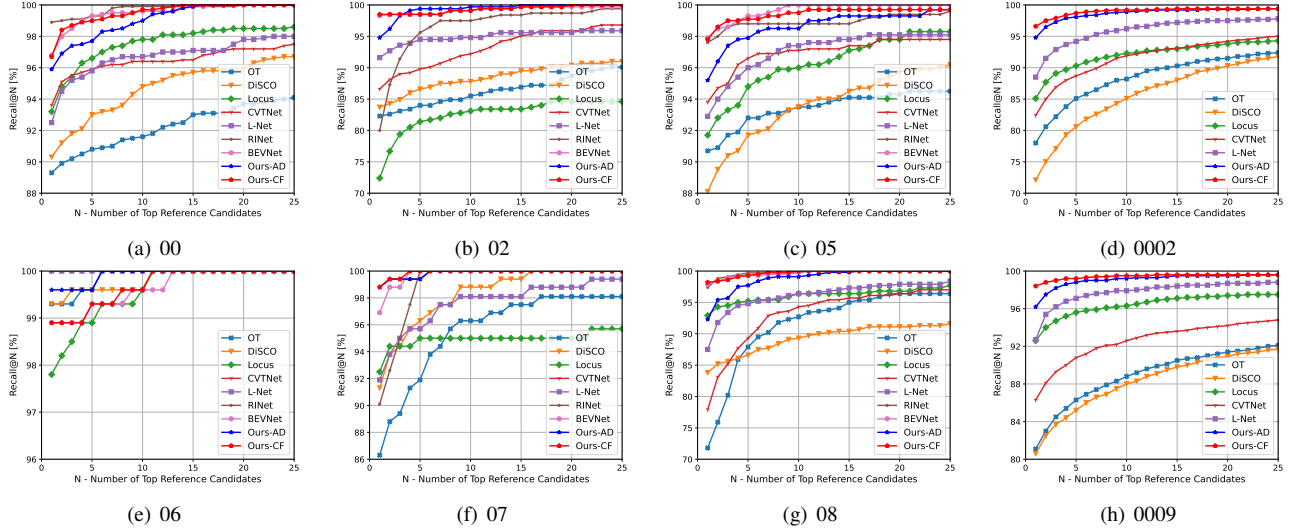 100
98
96
94
92
90
88
Recall@N [%]
0 5 10 15 20 25
N - Number of Top Reference Candidates
OT
DiSCO
Locus
CVTNet
L-Net
RINet
BEVNet
Ours-AD
Ours-CF
(a) 00
100
95
90
85
80
75
70
Recall@N [%]
0 5 10 15 20 25
N - Number of Top Reference Candidates
OT
DiSCO
Locus
CVTNet
L-Net
RINet
BEVNet
Ours-AD
Ours-CF
(b) 02
100
98
96
94
92
90
88
Recall@N [%]
0 5 10 15 20 25
N - Number of Top Reference Candidates
OT
DiSCO
Locus
CVTNet
L-Net
RINet
BEVNet
Ours-AD
Ours-CF
(c) 05
100
95
90
85
80
75
70
Recall@N [%]
0 5 10 15 20 25
N - Number of Top Reference Candidates
OT
DiSCO
Locus
CVTNet
L-Net
Ours-AD
Ours-CF
(d) 0002
100
99
98
97
96
Recall@N [%]
0 5 10 15 20 25
N - Number of Top Reference Candidates
OT
DiSCO
Locus
CVTNet
L-Net
RINet
BEVNet
Ours-AD
Ours-CF
(e) 06
100
98
96
94
92
90
88
86
84
Recall@N [%]
0 5 10 15 20 25
N - Number of Top Reference Candidates
OT
DiSCO
Locus
CVTNet
L-Net
RINet
BEVNet
Ours-AD
Ours-CF
(f) 07
100
95
90
85
80
75
70
Recall@N [%]
0 5 10 15 20 25
N - Number of Top Reference Candidates
OT
DiSCO
Locus
CVTNet
L-Net
RINet
BEVNet
Ours-AD
Ours-CF
(g) 08
100
96
92
88
84
80
Recall@N [%]
0 5 10 15 20 25
N - Number of Top Reference Candidates
OT
DiSCO
Locus
CVTNet
L-Net
Ours-AD
Ours-CF
(h) 0009